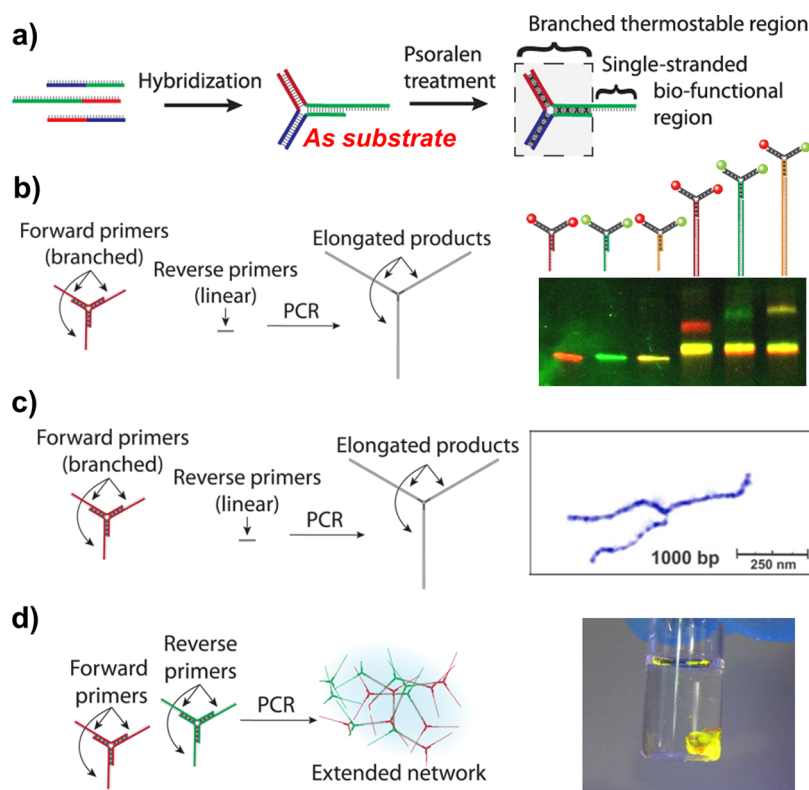 a)
Hybridization
As substrate
Psoralen
treatment
Branched thermostable region
Single-stranded
bio-functional
region
b)
Forward primers
(branched)
Reverse primers
(linear)
PCR
Elongated products
c)
Forward primers
(branched)
Reverse primers
(linear)
PCR
Elongated products
1000 bp
250 nm
d)
Forward
primers
Reverse
primers
PCR
Extended network